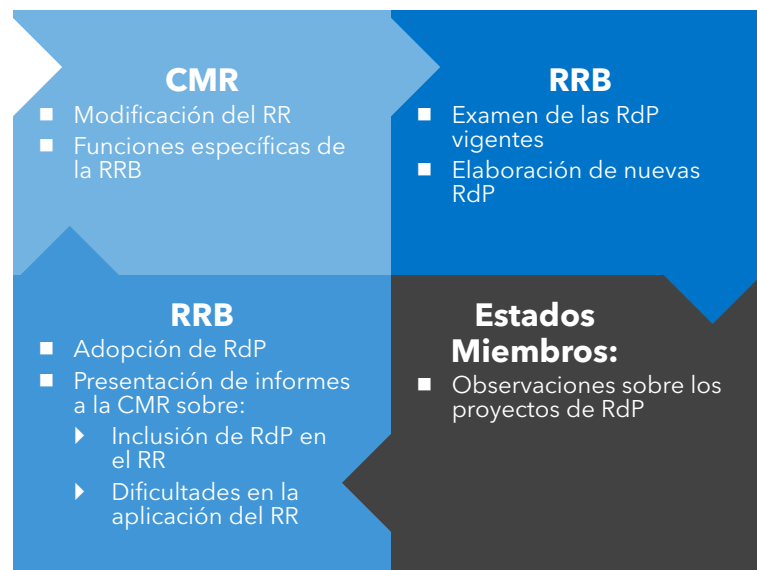 CMR
■ Modificación del RR
■ Funciones específicas de
la RRB
RRB
■ Examen de las RdP
vigentes
■ Elaboración de nuevas
RdP
RRB
■ Adopción de RdP
■ Presentación de informes
a la CMR sobre:
Inclusión de RdP en
el RR
Dificultades en la
aplicación del RR
Estados
Miembros:
■ Observaciones sobre los
proyectos de RdP